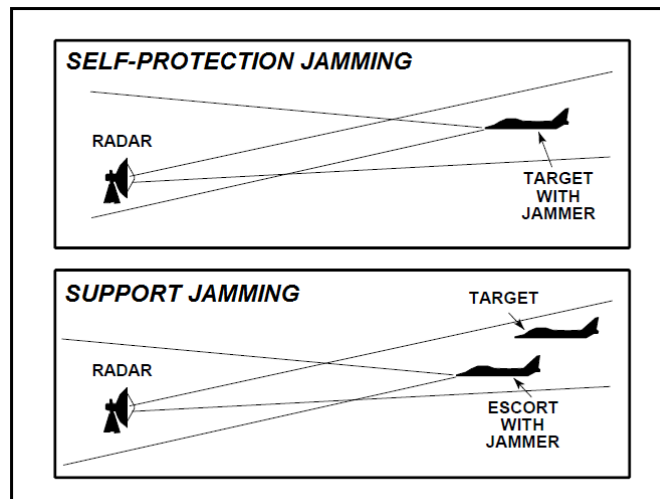 SELF-PROTECTION JAMMING
RADAR
TARGET
WITH
JAMMER
SUPPORT JAMMING
TARGET
RADAR
ESCORT
WITH
JAMMER